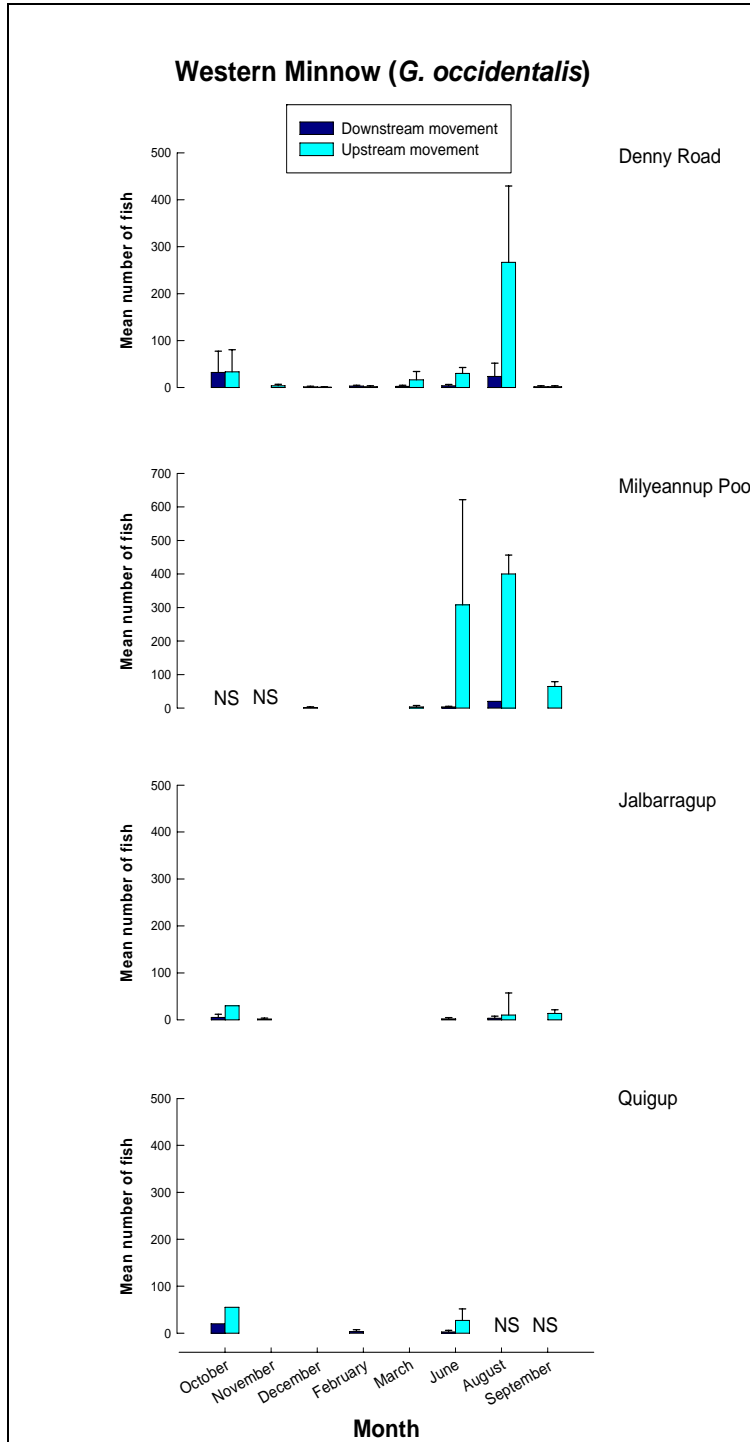 Western Minnow (G. occidentalis)
Downstream movement
Upstream movement
Denny Road
500
400
300
200
100
0
Mean number of fish
Milyeannup Poo
700
600
500
400
300
200
100
0
Mean number of fish
NS NS
Jalbarragup
500
400
300
200
100
0
Mean number of fish
Quigup
500
400
300
200
100
0
Mean number of fish
NS NS
October November December February March June August September
Month